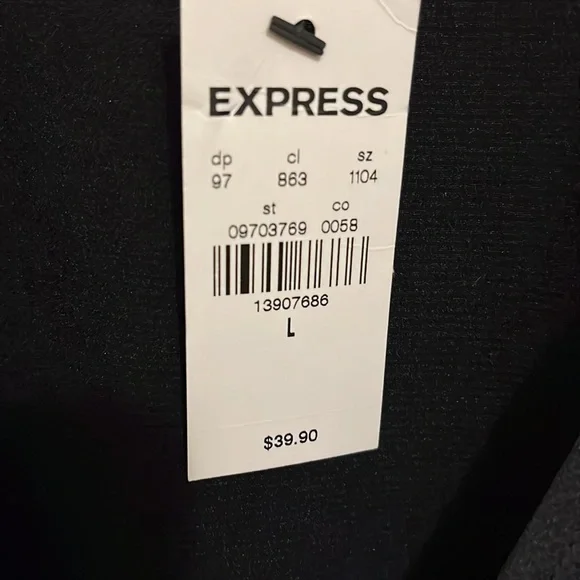 EXPRESS
dp cl sz
97 863 1104
st co
09703769 0058
13907686
L
$39.90